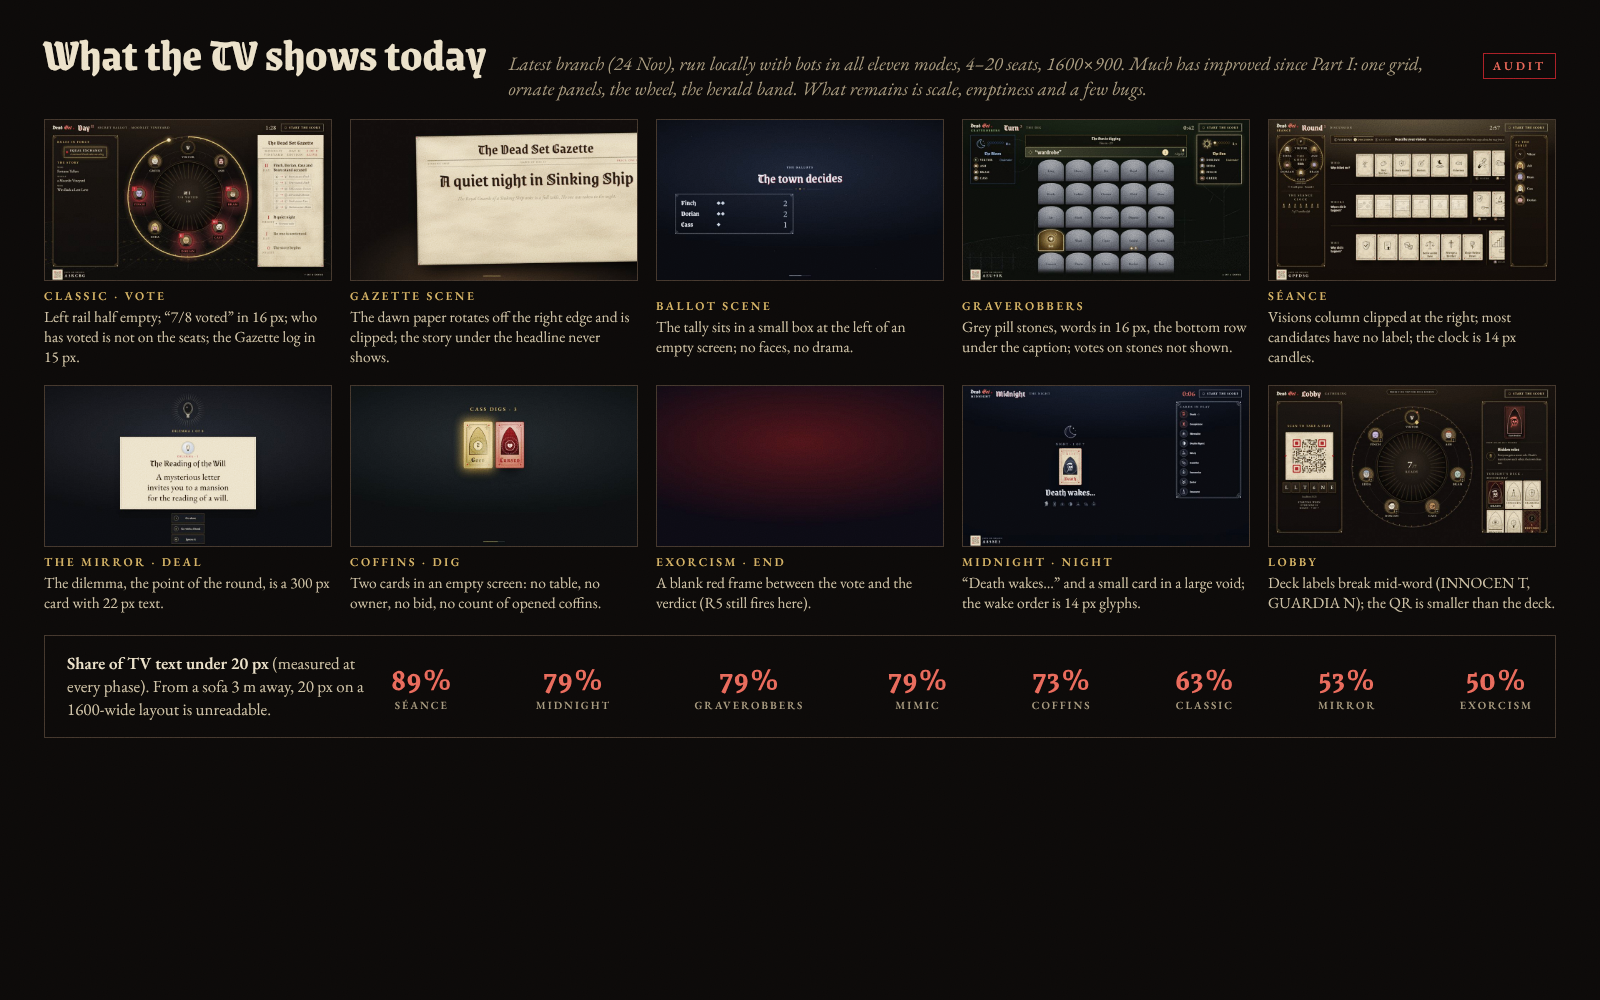 What the TV shows today
Latest branch (24 Nov), run locally with bots in all eleven modes, 4–20 seats, 1600×900. Much has improved since Part I: one grid,
ornate panels, the wheel, the herald band. What remains is scale, emptiness and a few bugs.
AUDIT
The Dead Set Gazette
A quiet night in Sinking Ship
The town decides
Finch 2
Dorian 2
Cass 1
CLASSIC · VOTE
Left rail half empty; “7/8 voted” in 16 px; who
has voted is not on the seats; the Gazette log in
15 px.
GAZETTE SCENE
The dawn paper rotates off the right edge and is
clipped; the story under the headline never
shows.
BALLOT SCENE
The tally sits in a small box at the left of an
empty screen; no faces, no drama.
GRAVEROBBERS
Grey pill stones, words in 16 px, the bottom row
under the caption; votes on stones not shown.
SÉANCE
Visions column clipped at the right; most
candidates have no label; the clock is 14 px
candles.
The Reading of the Will
A mysterious letter
invites you to a mansion
for the reading of a will.
CASS DIGS · 3
Midnight
Death wakes...
Lobby
THE MIRROR · DEAL
The dilemma, the point of the round, is a 300 px
card with 22 px text.
COFFINS · DIG
Two cards in an empty screen: no table, no
owner, no bid, no count of opened coffins.
EXORCISM · END
A blank red frame between the vote and the
verdict (R5 still fires here).
MIDNIGHT · NIGHT
“Death wakes…” and a small card in a large void;
the wake order is 14 px glyphs.
LOBBY
Deck labels break mid-word (INNOCEN T,
GUARDIA N); the QR is smaller than the deck.
Share of TV text under 20 px (measured at
every phase). From a sofa 3 m away, 20 px on a
1600-wide layout is unreadable.
89%
SÉANCE
79%
MIDNIGHT
79%
GRAVEROBBERS
79%
MIMIC
73%
COFFINS
63%
CLASSIC
53%
MIRROR
50%
EXORCISM